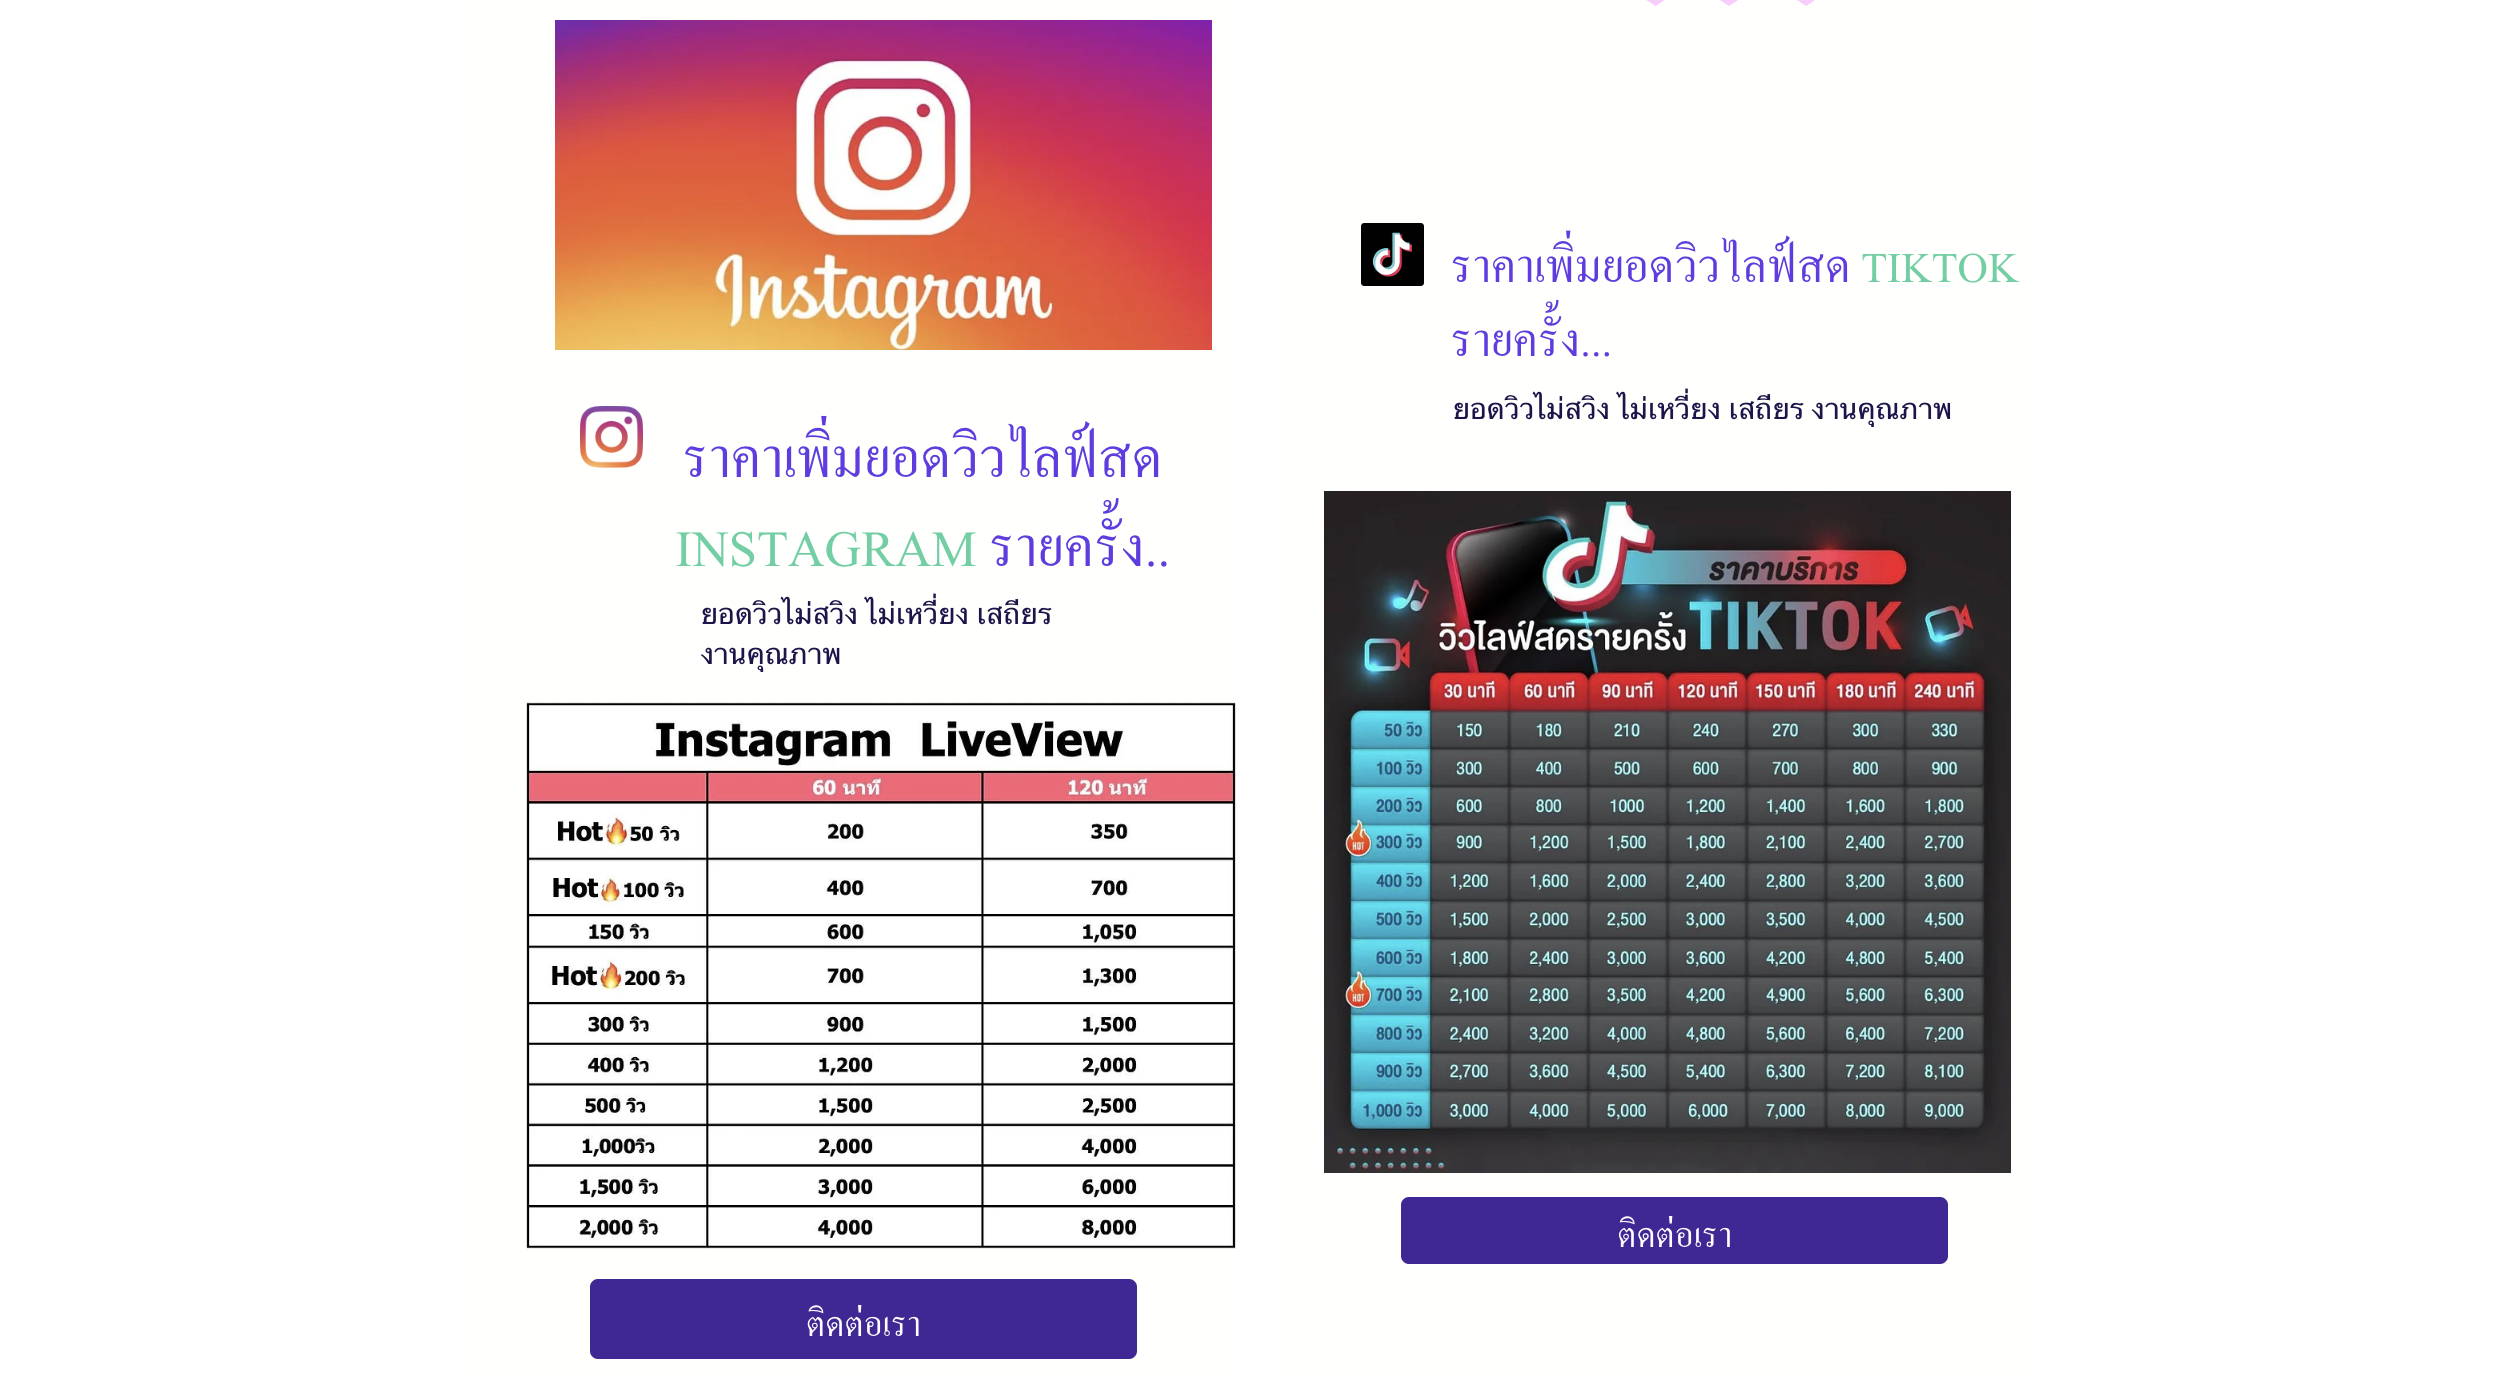 Instagram
ราคาเพิ่มยอดวิวไลฟ์สด
INSTAGRAM รายครั้ง..
ยอดวิวไม่สวิง ไม่เหวี่ยง เสถียร
งานคุณภาพ
Instagram LiveView
60 นาที 120 นาที
Hot🔥50 วิว 200 350
Hot🔥100 วิว 400 700
150 วิว 600 1,050
Hot🔥200 วิว 700 1,300
300 วิว 900 1,500
400 วิว 1,200 2,000
500 วิว 1,500 2,500
1,000วิว 2,000 4,000
1,500 วิว 3,000 6,000
2,000 วิว 4,000 8,000
ติดต่อเรา
ราคาเพิ่มยอดวิวไลฟ์สด TIKTOK
รายครั้ง...
ยอดวิวไม่สวิง ไม่เหวี่ยง เสถียร งานคุณภาพ
ราคาบริการ
วิวไลฟ์สดรายครั้ง TIKTOK
30 นาที 60 นาที 90 นาที 120 นาที 150 นาที 180 นาที 240 นาที
50 วิว 150 180 210 240 270 300 330
100 วิว 300 400 500 600 700 800 900
200 วิว 600 800 1000 1,200 1,400 1,600 1,800
HOT 300 วิว 900 1,200 1,500 1,800 2,100 2,400 2,700
400 วิว 1,200 1,600 2,000 2,400 2,800 3,200 3,600
500 วิว 1,500 2,000 2,500 3,000 3,500 4,000 4,500
600 วิว 1,800 2,400 3,000 3,600 4,200 4,800 5,400
HOT 700 วิว 2,100 2,800 3,500 4,200 4,900 5,600 6,300
800 วิว 2,400 3,200 4,000 4,800 5,600 6,400 7,200
900 วิว 2,700 3,600 4,500 5,400 6,300 7,200 8,100
1,000 วิว 3,000 4,000 5,000 6,000 7,000 8,000 9,000
ติดต่อเรา